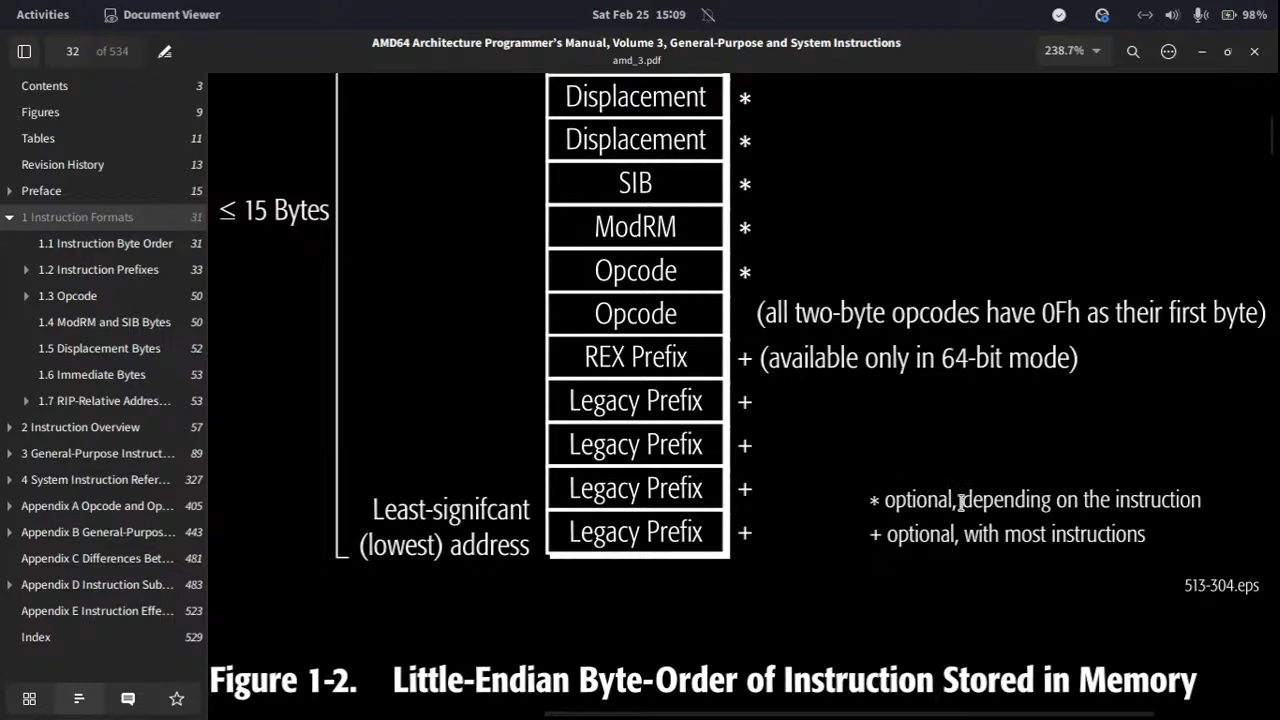 Activities
Document Viewer
Sat Feb 25 15:09
98%
32 of 534
AMD64 Architecture Programmer's Manual, Volume 3, General-Purpose and System Instructions
amd_3.pdf
238.7%
Contents 3
Figures 9
Tables 11
Revision History 13
Preface 15
1 Instruction Formats 31
1.1 Instruction Byte Order 31
1.2 Instruction Prefixes 33
1.3 Opcode 50
1.4 ModRM and SIB Bytes 50
1.5 Displacement Bytes 52
1.6 Immediate Bytes 53
1.7 RIP-Relative Addres... 53
2 Instruction Overview 57
3 General-Purpose Instruct... 89
4 System Instruction Refer... 327
Appendix A Opcode and Op... 405
Appendix B General-Purpos... 443
Appendix C Differences Bet... 481
Appendix D Instruction Sub... 483
Appendix E Instruction Effe... 523
Index 529
≤ 15 Bytes
Displacement *
Displacement *
SIB *
ModRM *
Opcode *
Opcode (all two-byte opcodes have 0Fh as their first byte)
REX Prefix + (available only in 64-bit mode)
Legacy Prefix +
Legacy Prefix +
Legacy Prefix +
Legacy Prefix +
Least-signifcant
(lowest) address
* optional, depending on the instruction
+ optional, with most instructions
513-304.eps
Figure 1-2. Little-Endian Byte-Order of Instruction Stored in Memory